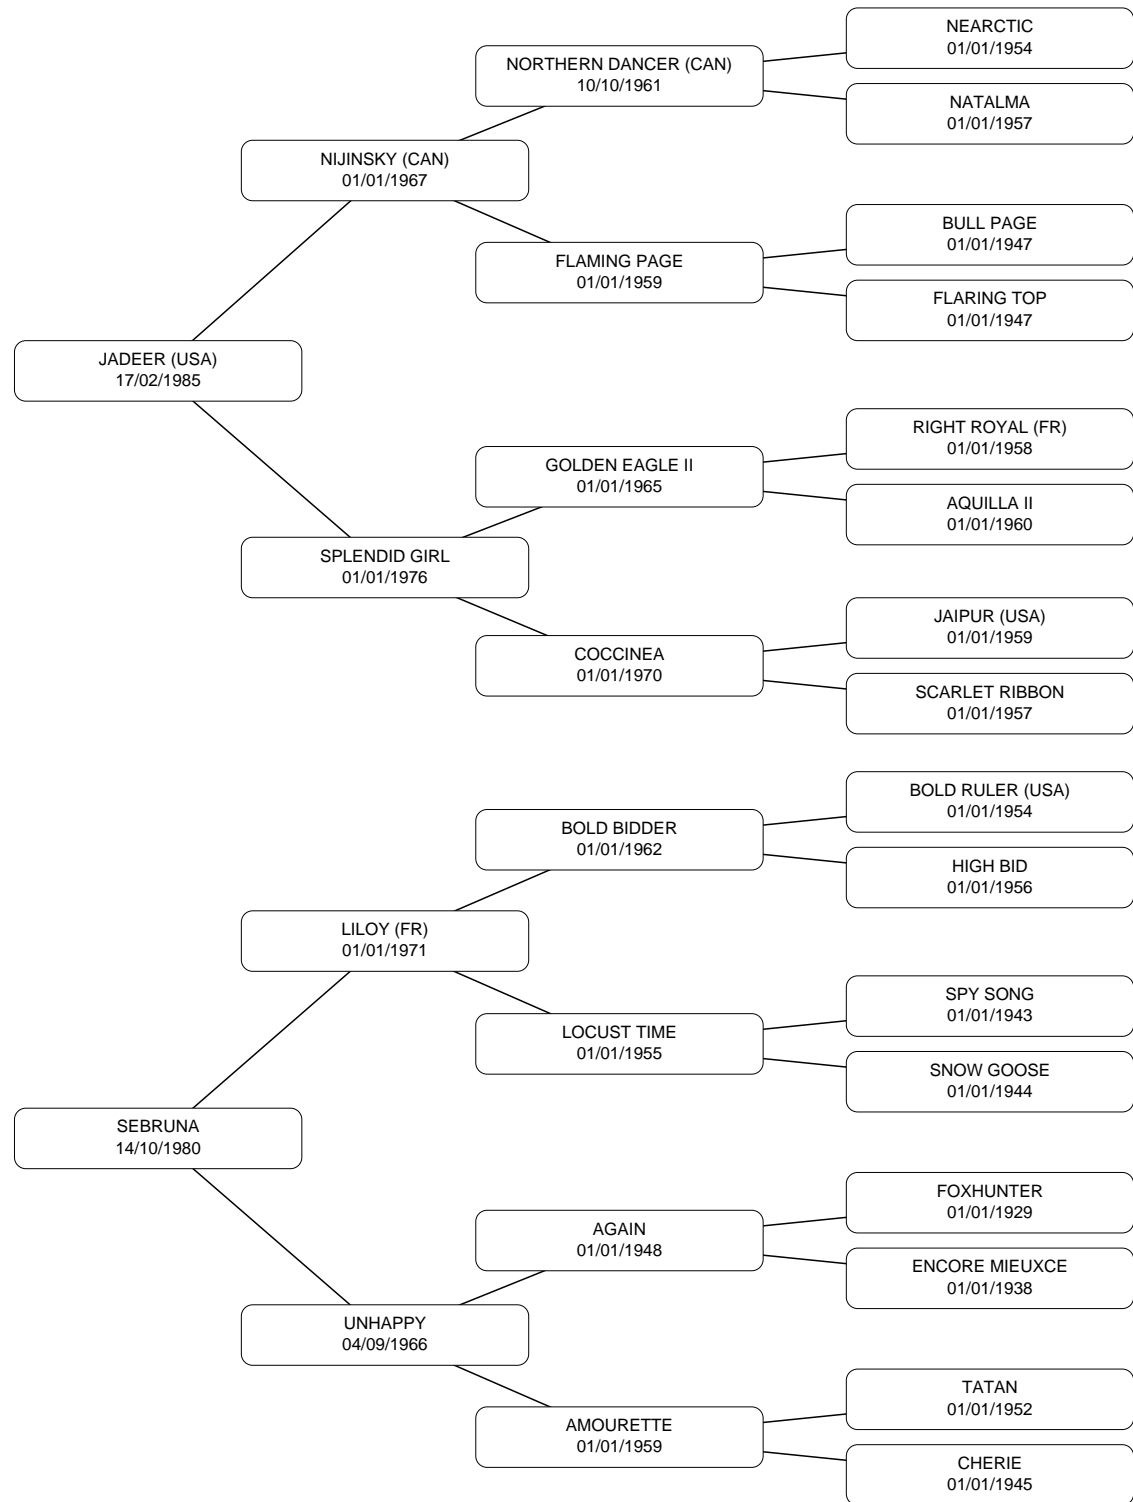 NEARCTIC
01/01/1954
NORTHERN DANCER (CAN)
10/10/1961
NATALMA
01/01/1957
NIJINSKY (CAN)
01/01/1967
BULL PAGE
01/01/1947
FLAMING PAGE
01/01/1959
FLARING TOP
01/01/1947
JADEER (USA)
17/02/1985
RIGHT ROYAL (FR)
01/01/1958
GOLDEN EAGLE II
01/01/1965
AQUILLA II
01/01/1960
SPLENDID GIRL
01/01/1976
JAIPUR (USA)
01/01/1959
COCCINEA
01/01/1970
SCARLET RIBBON
01/01/1957
BOLD RULER (USA)
01/01/1954
BOLD BIDDER
01/01/1962
HIGH BID
01/01/1956
LILOY (FR)
01/01/1971
SPY SONG
01/01/1943
LOCUST TIME
01/01/1955
SNOW GOOSE
01/01/1944
SEBRUNA
14/10/1980
FOXHUNTER
01/01/1929
AGAIN
01/01/1948
ENCORE MIEUXCE
01/01/1938
UNHAPPY
04/09/1966
TATAN
01/01/1952
AMOURETTE
01/01/1959
CHERIE
01/01/1945